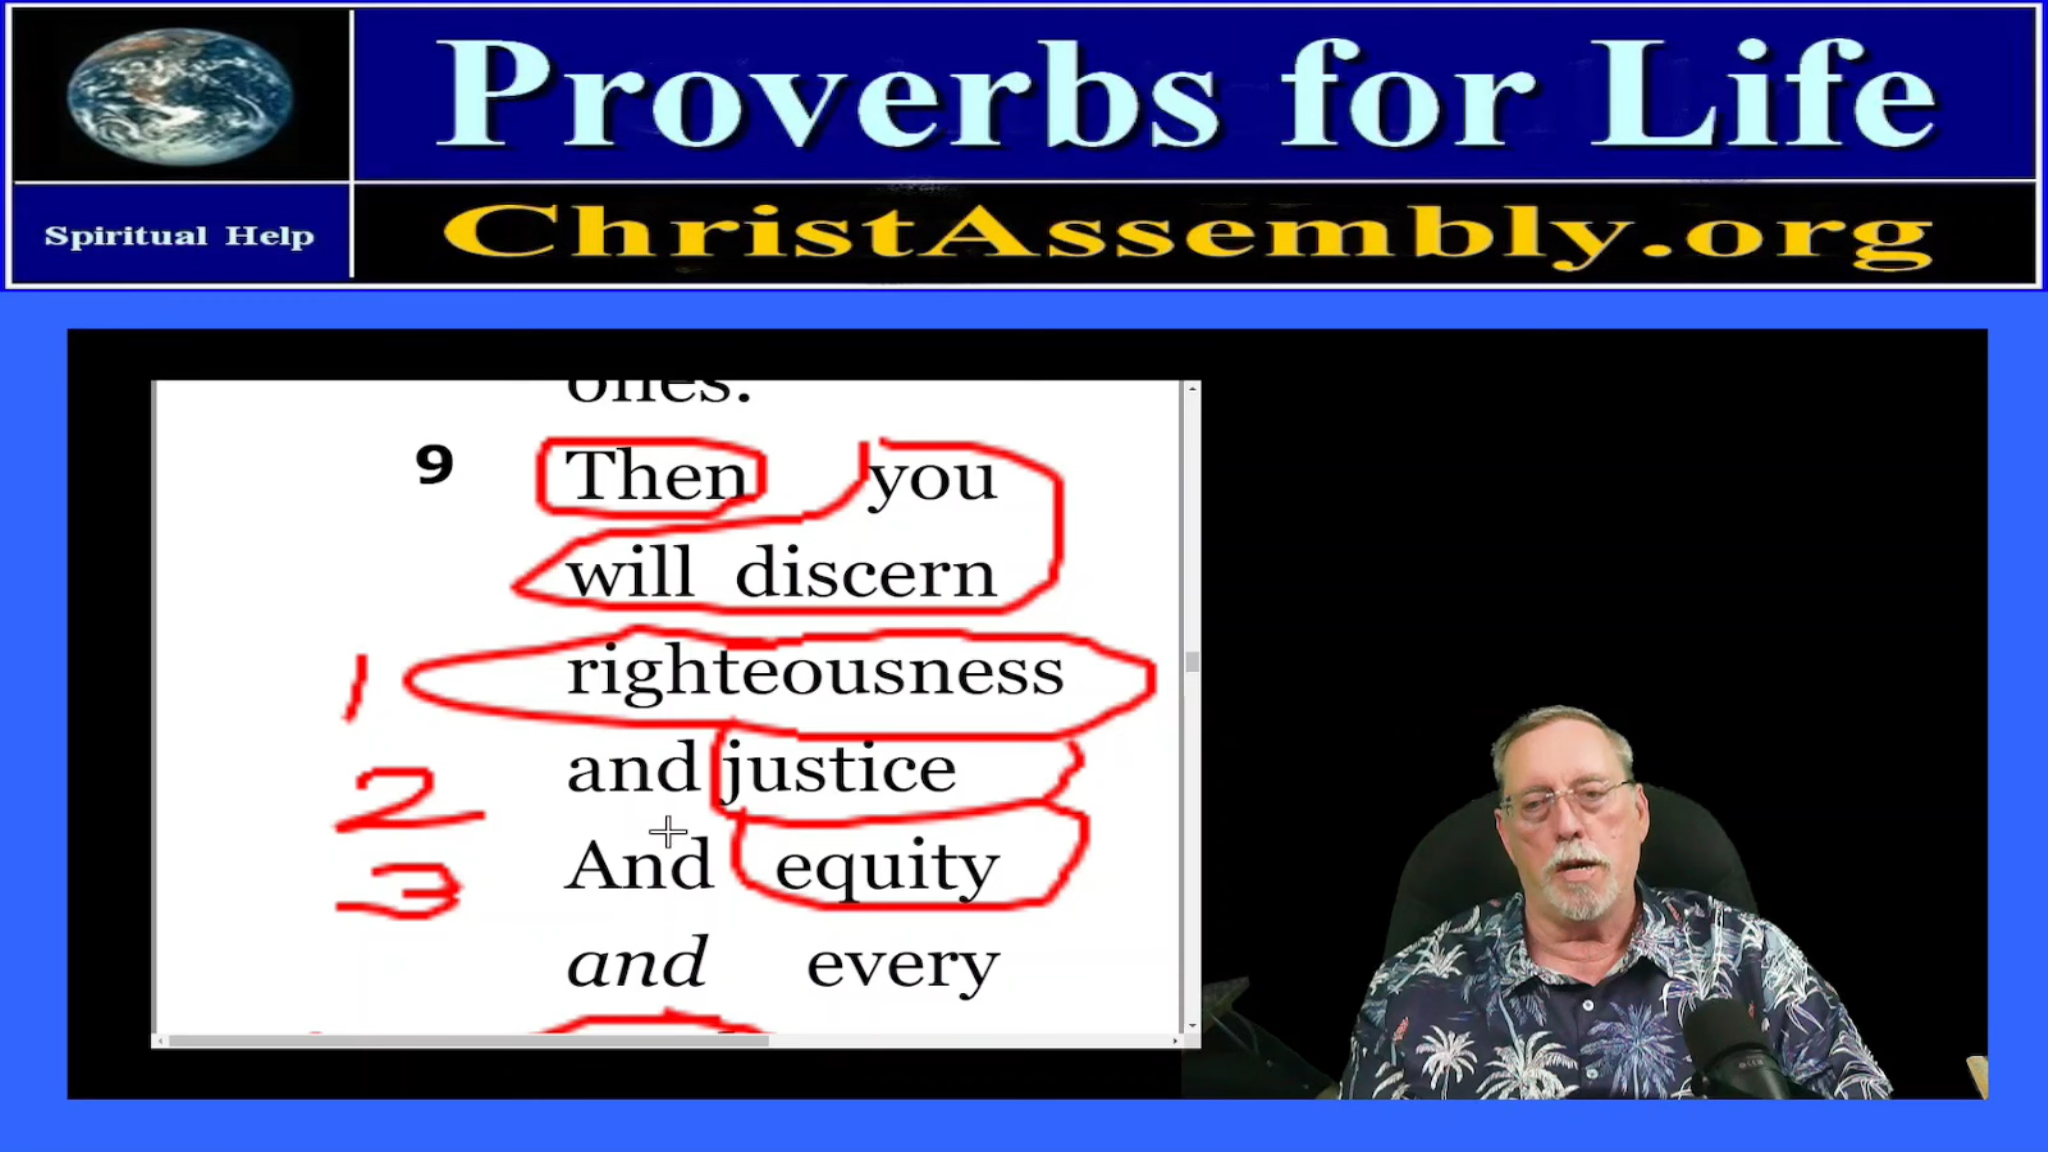 Proverbs for Life
Spiritual Help
ChristAssembly.org
ones.
9 Then you
will discern
1 righteousness
2 and justice
3 And equity
and every